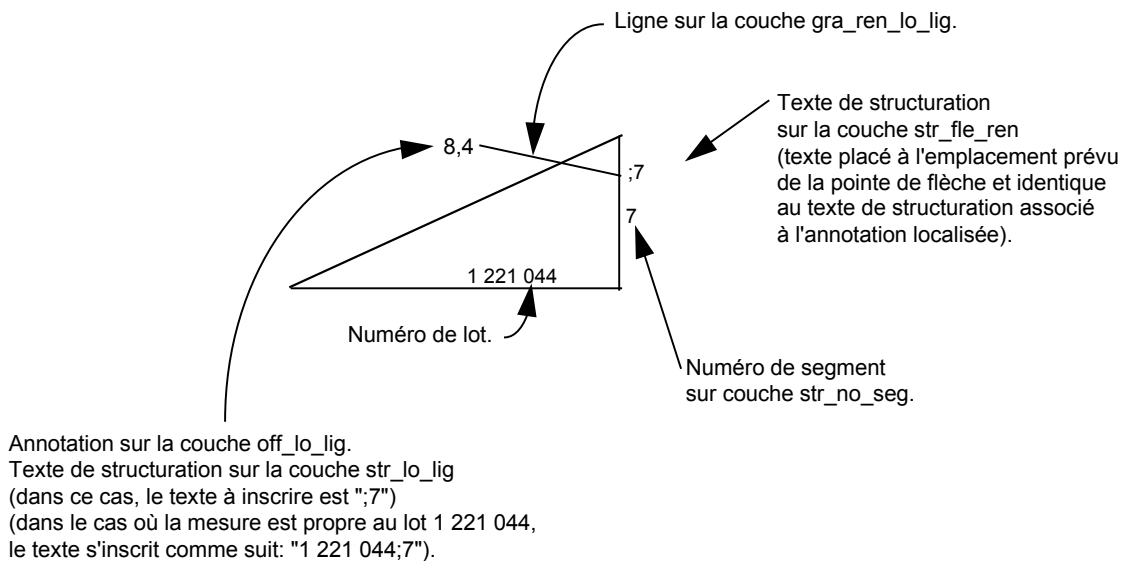 Ligne sur la couche gra_ren_lo_lig.
Texte de structuration
sur la couche str_fle_ren
(texte placé à l'emplacement prévu
de la pointe de flèche et identique
au texte de structuration associé
à l'annotation localisée).
8,4
;7
7
1 221 044
Numéro de lot.
Numéro de segment
sur couche str_no_seg.
Annotation sur la couche off_lo_lig.
Texte de structuration sur la couche str_lo_lig
(dans ce cas, le texte à inscrire est ";7")
(dans le cas où la mesure est propre au lot 1 221 044,
le texte s'inscrit comme suit: "1 221 044;7").